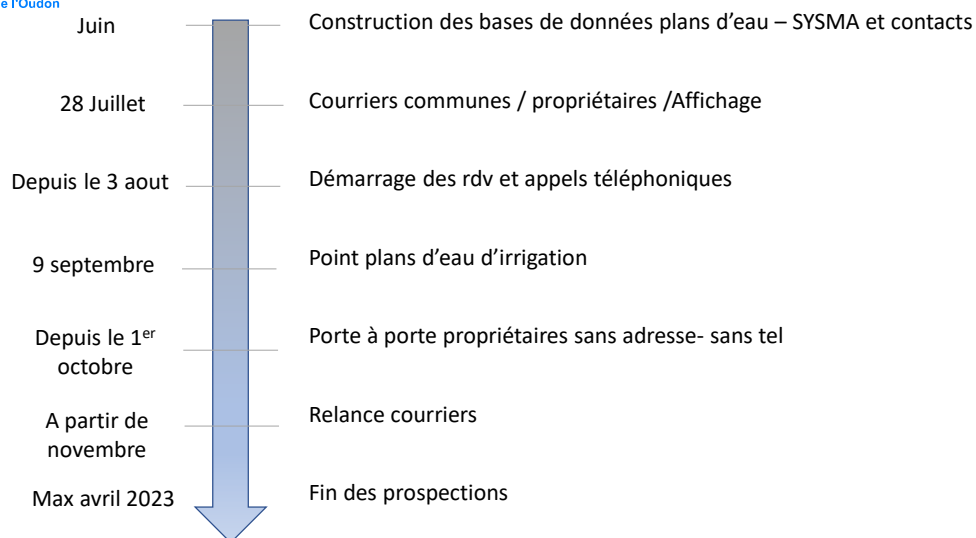 e l'Oudon
Juin
Construction des bases de données plans d'eau – SYSMA et contacts
28 Juillet
Courriers communes / propriétaires /Affichage
Depuis le 3 aout
Démarrage des rdv et appels téléphoniques
9 septembre
Point plans d'eau d'irrigation
Depuis le 1er
octobre
Porte à porte propriétaires sans adresse- sans tel
A partir de
novembre
Relance courriers
Max avril 2023
Fin des prospections